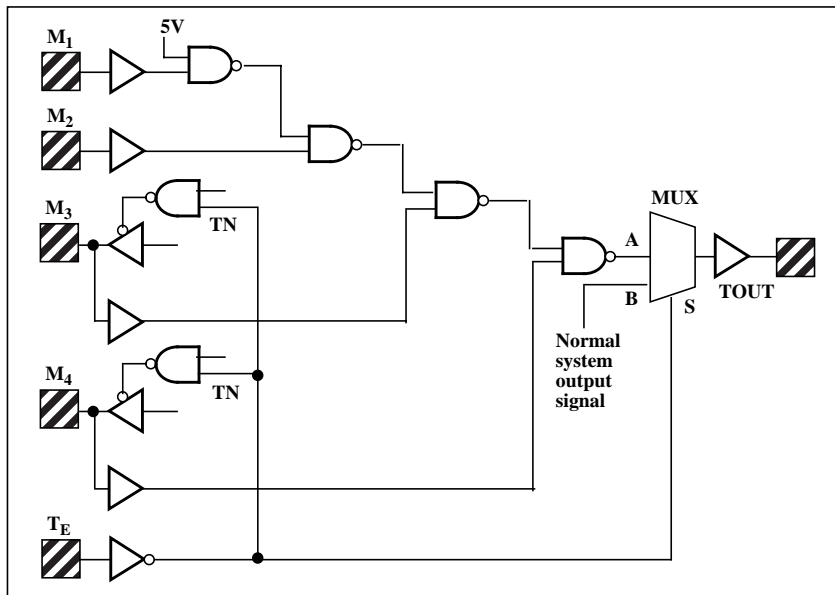 5V
M1
M2
TN
M3
MUX
A
TOUT
B
S
Normal
system
output
signal
M4
TN
TE